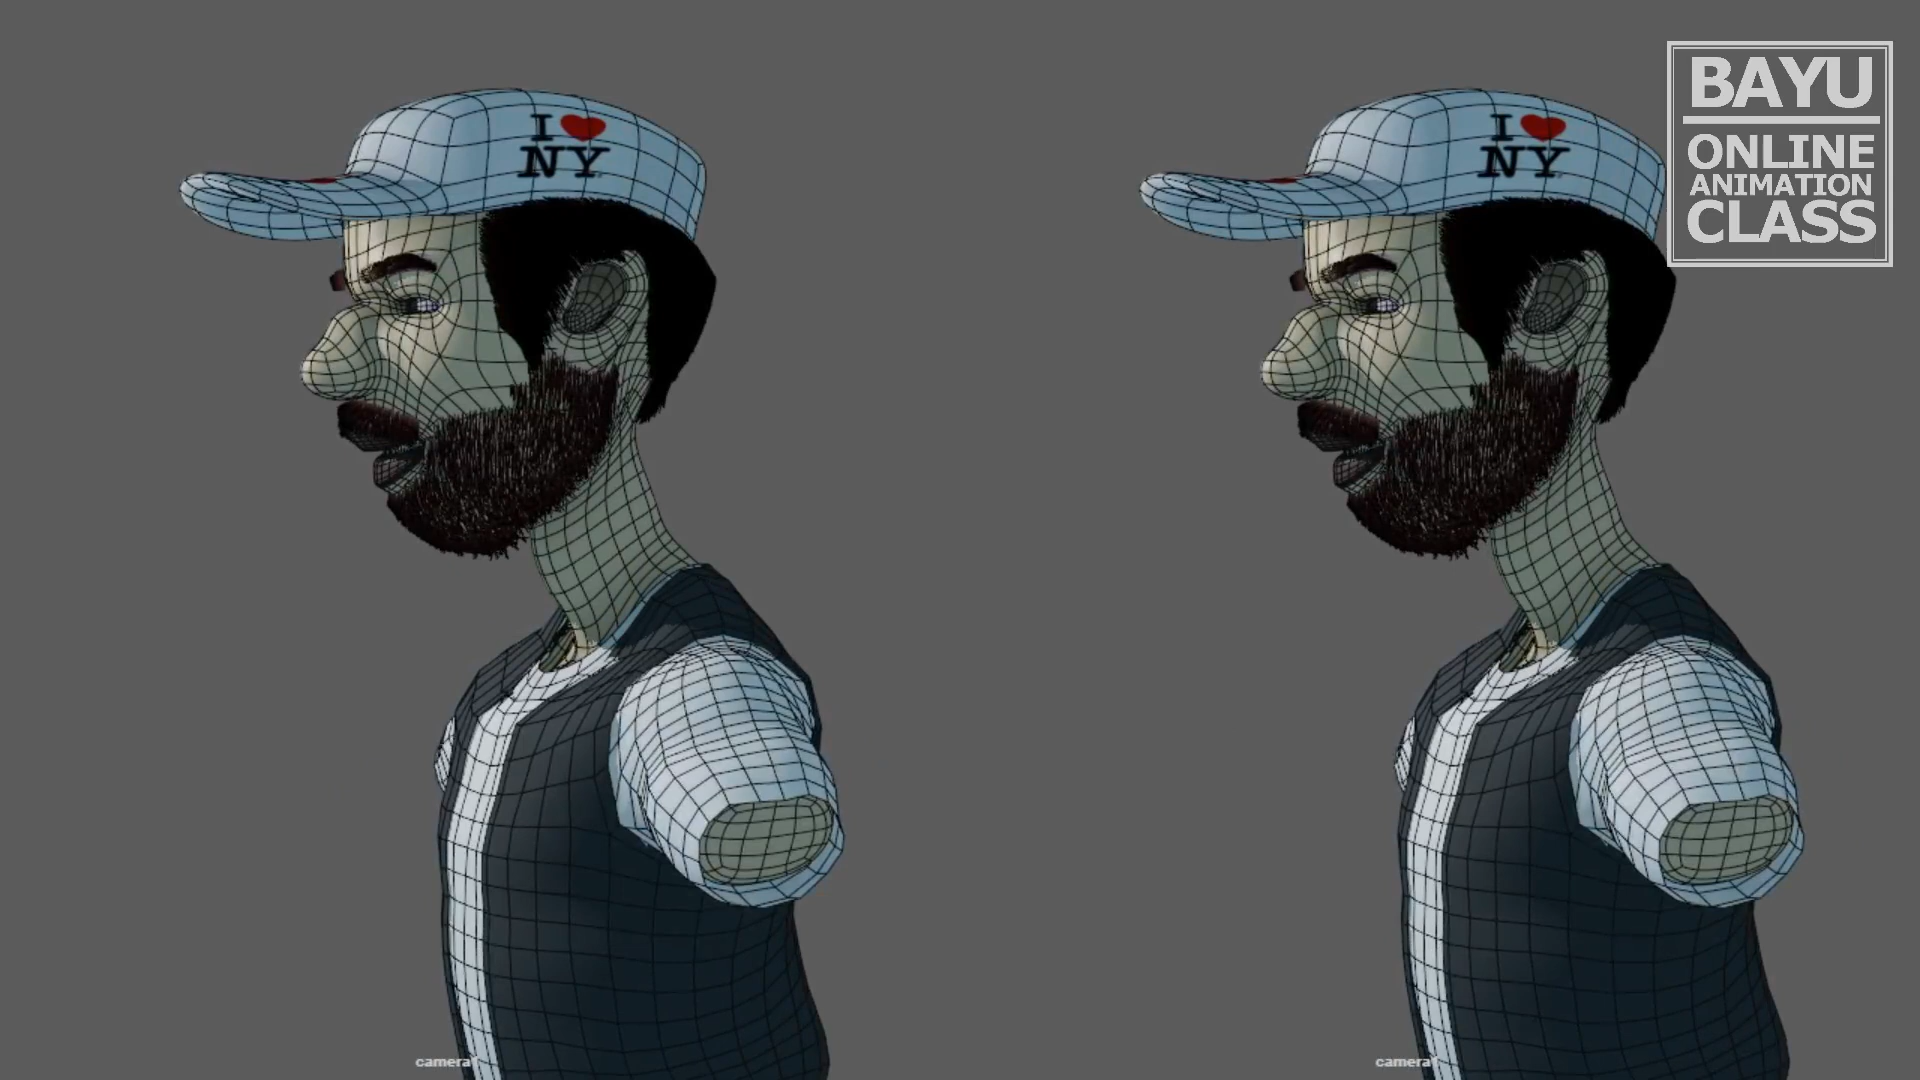 I ❤
NY
I ❤
NY
BAYU
ONLINE
ANIMATION
CLASS
camera1
camera1